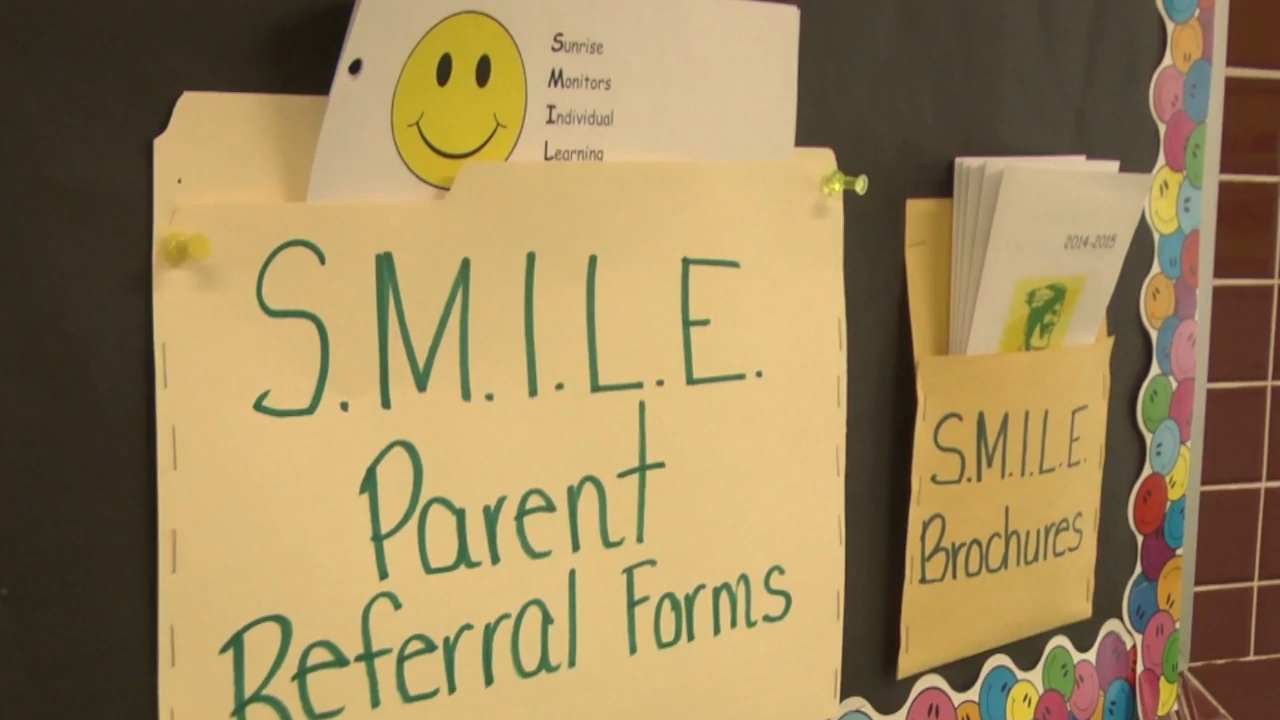 Sunrise
Monitors
Individual
Learning
S.M.I.L.E.
Parent
Referral Forms
2014-2015
S.M.I.L.E.
Brochures